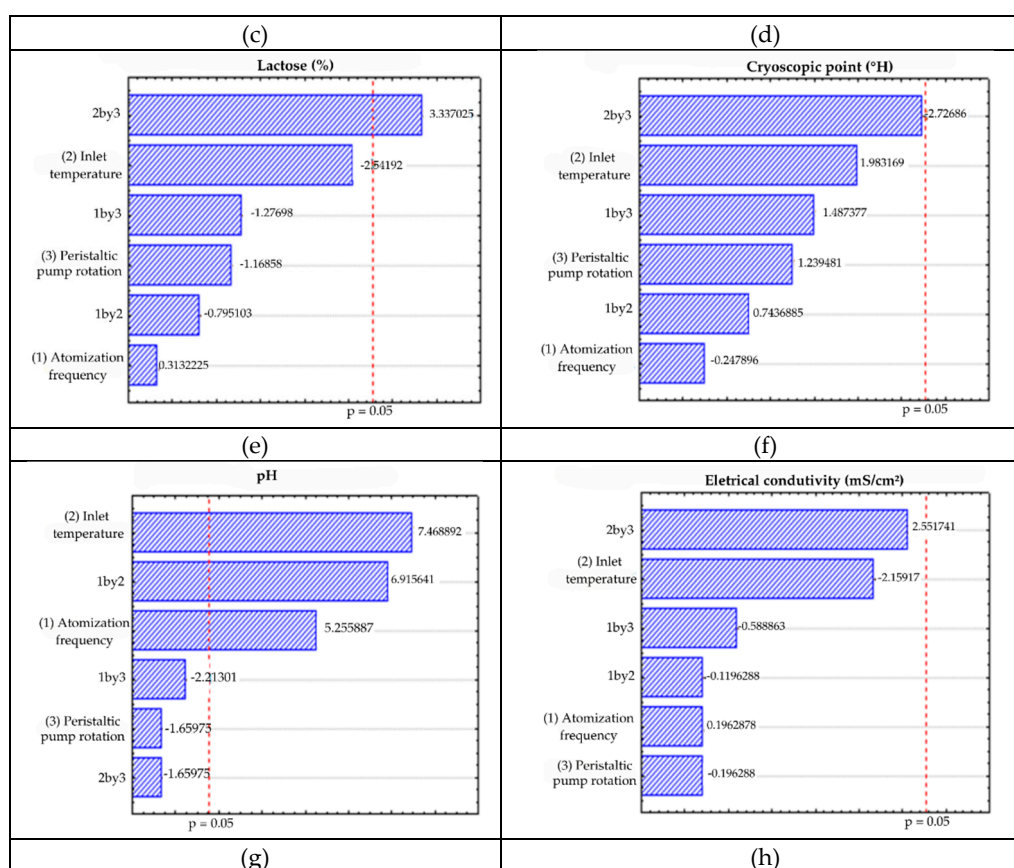 (c)
(d)
Lactose (%)
2by3
3.337025
(2) Inlet
temperature
-2.54192
1by3
-1.27698
(3) Peristaltic
pump rotation
-1.16858
1by2
-0.795103
(1) Atomization
frequency
0.3132225
p = 0.05
Cryoscopic point (°H)
2by3
-2.72686
(2) Inlet
temperature
1.983169
1by3
1.487377
(3) Peristaltic
pump rotation
1.239481
1by2
0.7436885
(1) Atomization
frequency
-0.247896
p = 0.05
(e)
(f)
pH
(2) Inlet
temperature
7.468892
1by2
6.915641
(1) Atomization
frequency
5.255887
1by3
-2.21301
(3) Peristaltic
pump rotation
-1.65975
2by3
-1.65975
p = 0.05
Eletrical condutivity (mS/cm²)
2by3
2.551741
(2) Inlet
temperature
-2.15917
1by3
-0.588863
1by2
-0.1196288
(1) Atomization
frequency
0.1962878
(3) Peristaltic
pump rotation
-0.196288
p = 0.05
(g)
(h)